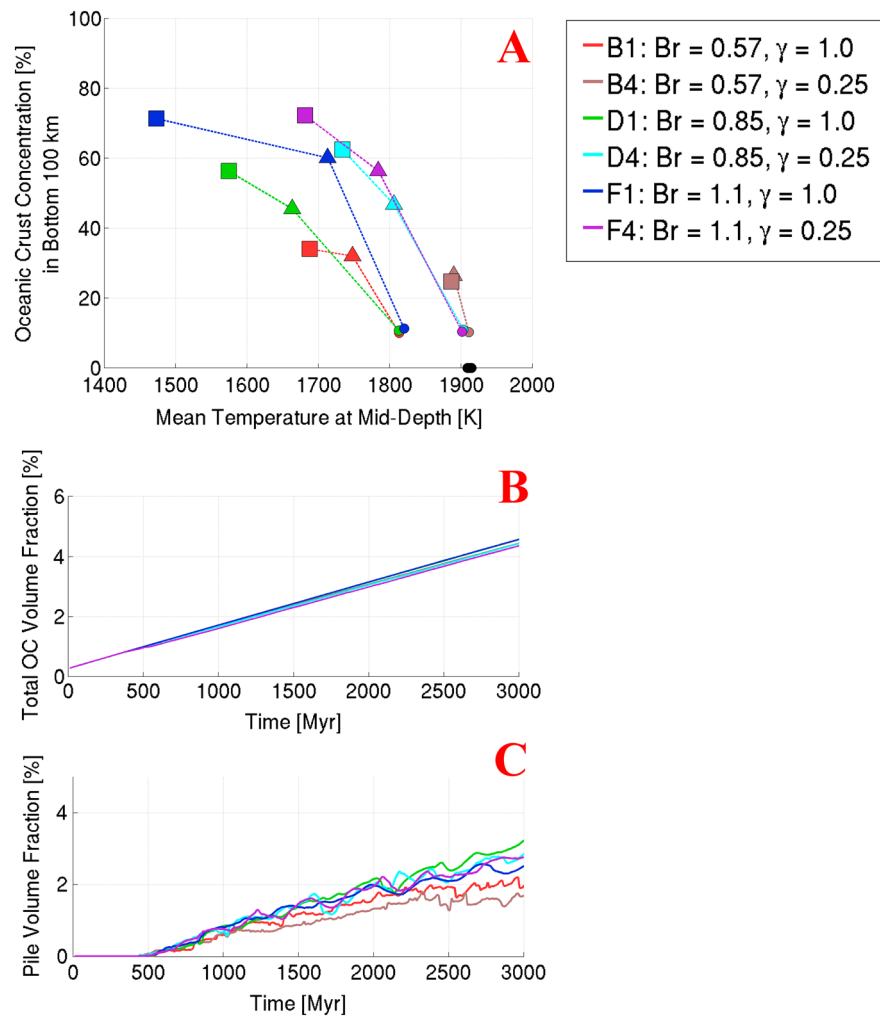 A
Oceanic Crust Concentration [%]
in Bottom 100 km
100
80
60
40
20
0
1400 1500 1600 1700 1800 1900 2000
Mean Temperature at Mid-Depth [K]
B1: Br = 0.57, γ = 1.0
B4: Br = 0.57, γ = 0.25
D1: Br = 0.85, γ = 1.0
D4: Br = 0.85, γ = 0.25
F1: Br = 1.1, γ = 1.0
F4: Br = 1.1, γ = 0.25
B
Total OC Volume Fraction [%]
6
4
2
0
0 500 1000 1500 2000 2500 3000
Time [Myr]
C
Pile Volume Fraction [%]
4
2
0
0 500 1000 1500 2000 2500 3000
Time [Myr]